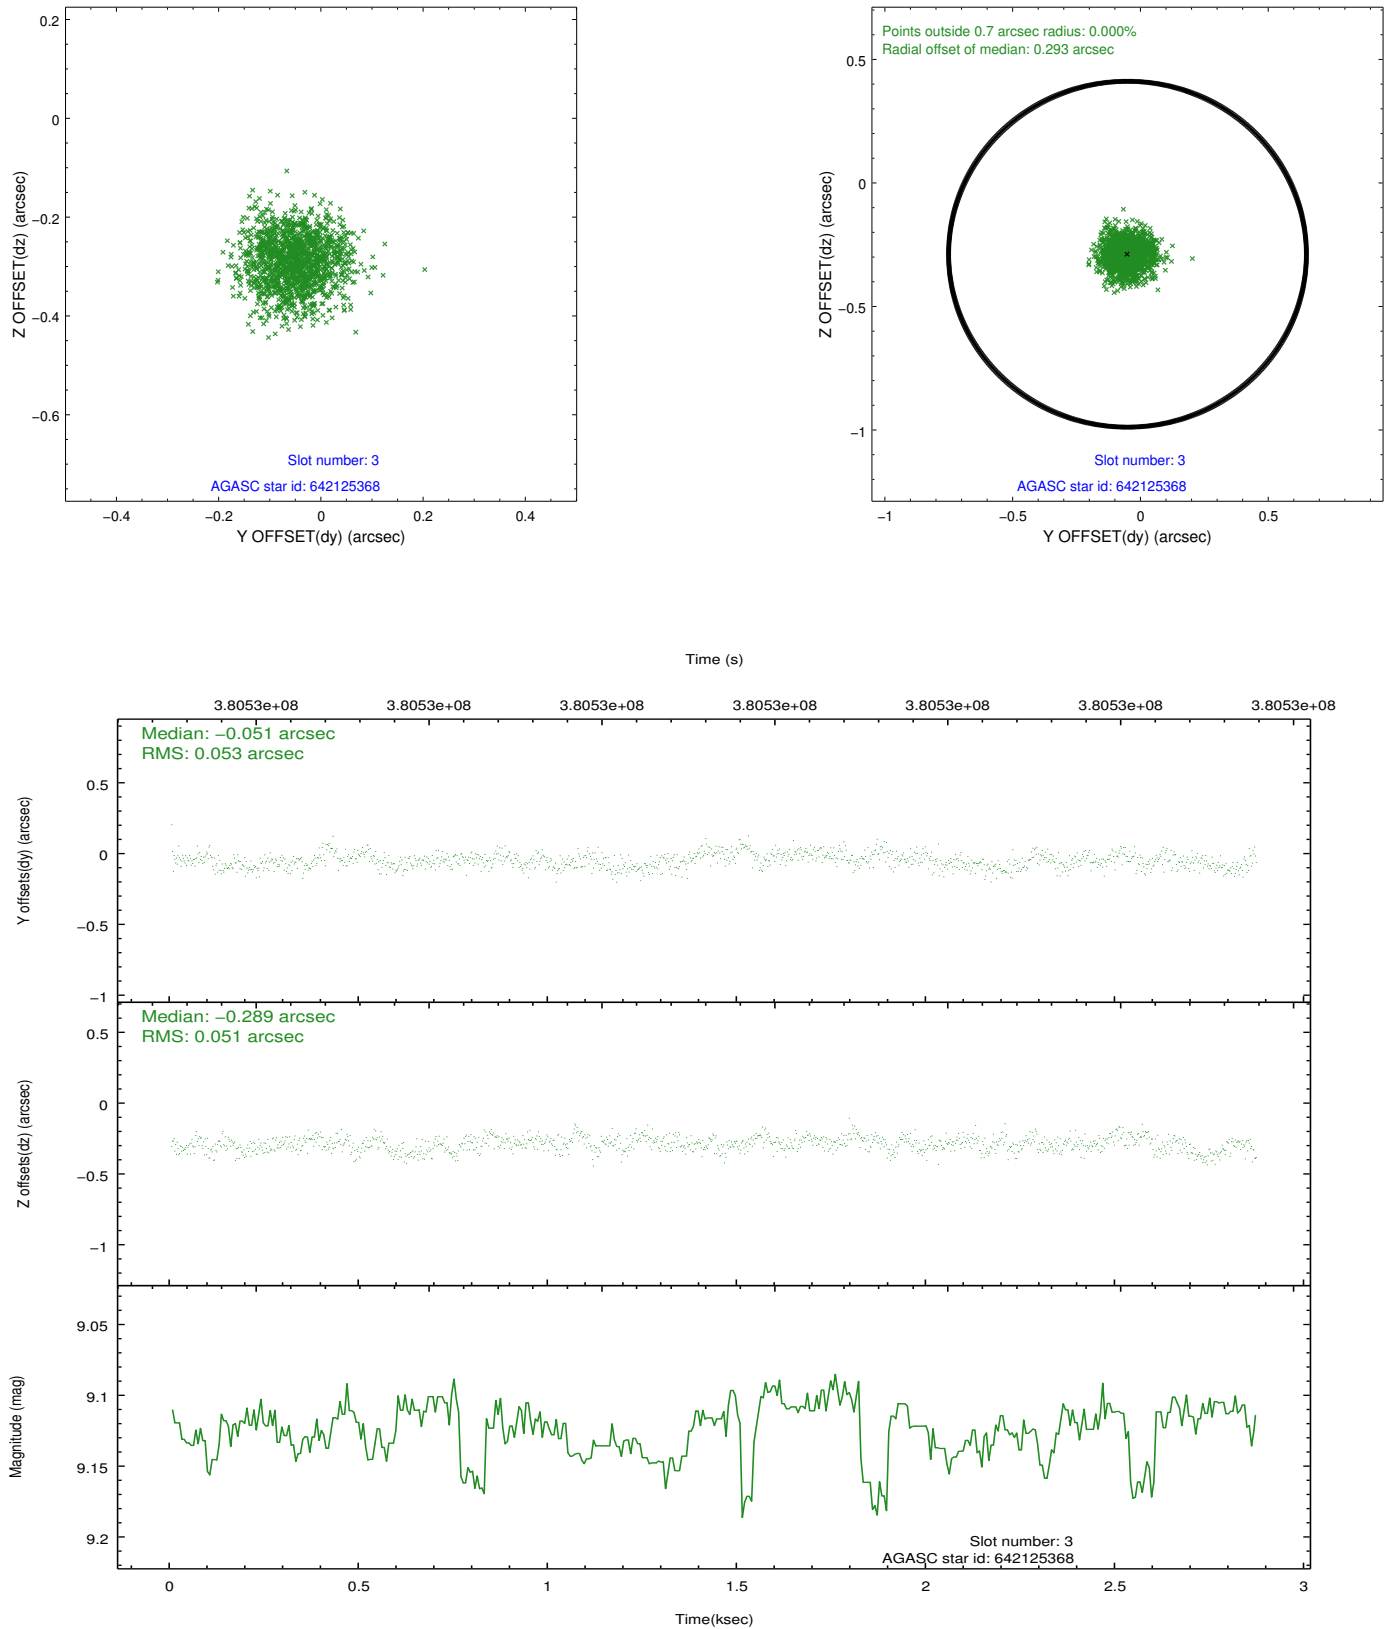 0.2
0
−0.2
−0.4
−0.6
Z OFFSET(dz) (arcsec)
Slot number: 3
AGASC star id: 642125368
−0.4
−0.2
0
0.2
0.4
Y OFFSET(dy) (arcsec)
Points outside 0.7 arcsec radius: 0.000%
Radial offset of median: 0.293 arcsec
0.5
0
−0.5
−1
Z OFFSET(dz) (arcsec)
Slot number: 3
AGASC star id: 642125368
−1
−0.5
0
0.5
Y OFFSET(dy) (arcsec)
Time (s)
3.8053e+08
3.8053e+08
3.8053e+08
3.8053e+08
3.8053e+08
3.8053e+08
3.8053e+08
Median: −0.051 arcsec
RMS: 0.053 arcsec
0.5
0
−0.5
−1
Y offsets(dy) (arcsec)
Median: −0.289 arcsec
RMS: 0.051 arcsec
0.5
0
−0.5
−1
Z offsets(dz) (arcsec)
9.05
9.1
9.15
9.2
Magnitude (mag)
Slot number: 3
AGASC star id: 642125368
0
0.5
1
1.5
2
2.5
3
Time(ksec)